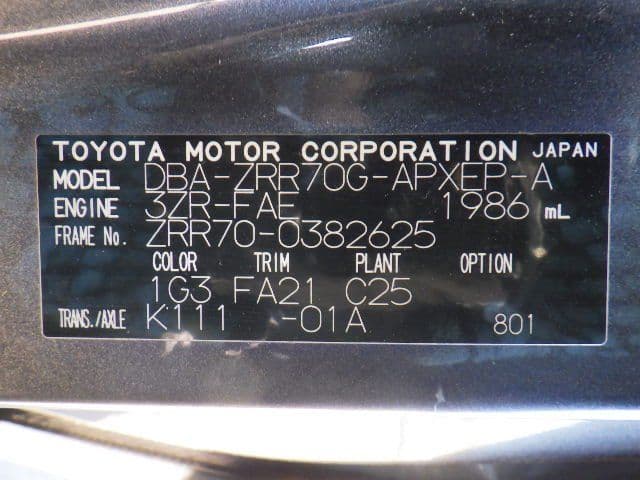 TOYOTA MOTOR CORPORATION JAPAN
MODEL DBA-ZRR70G-APXEP-A
ENGINE 3ZR-FAE 1986 mL
FRAME No. ZRR70-0382625
COLOR TRIM PLANT OPTION
1G3 FA21 C25
TRANS./AXLE K111 -01A 801